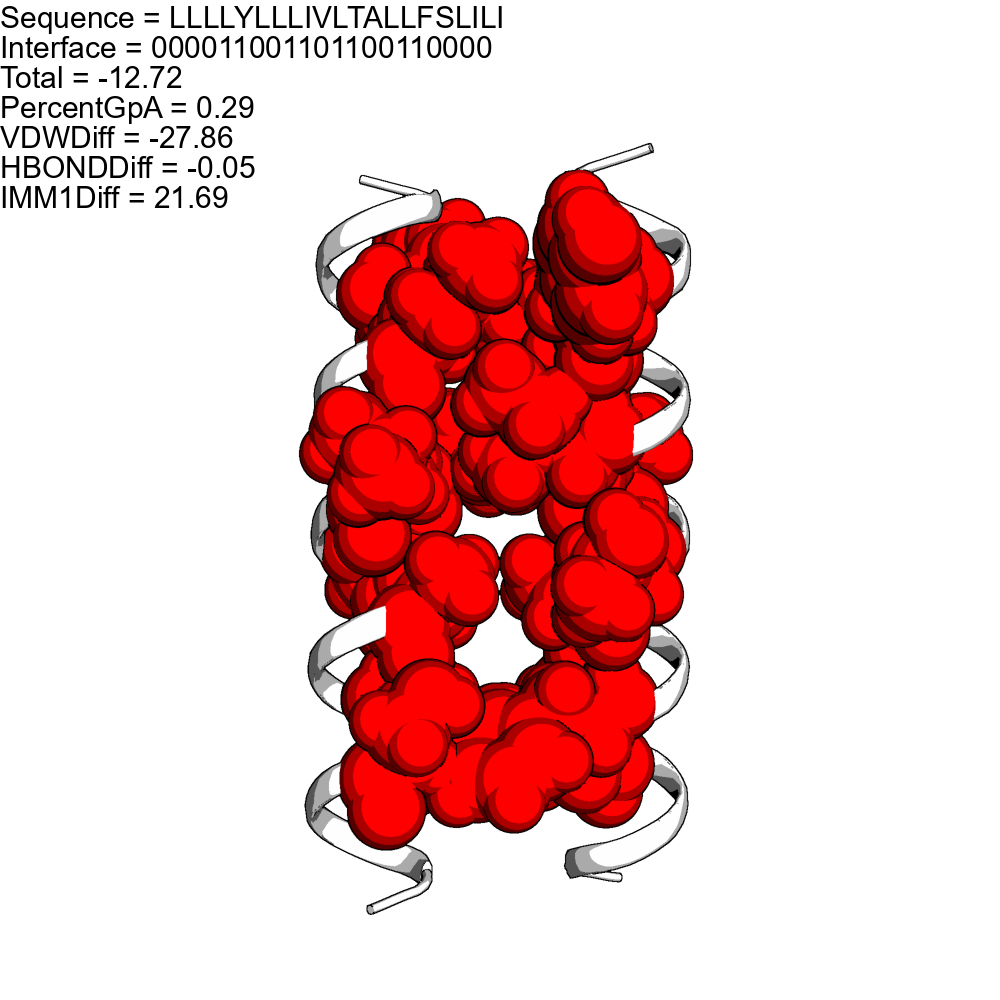 Sequence = LLLLYLLLIVLTALLFSLILI
Interface = 000011001101100110000
Total = -12.72
PercentGpA = 0.29
VDWDiff = -27.86
HBONDDiff = -0.05
IMM1Diff = 21.69